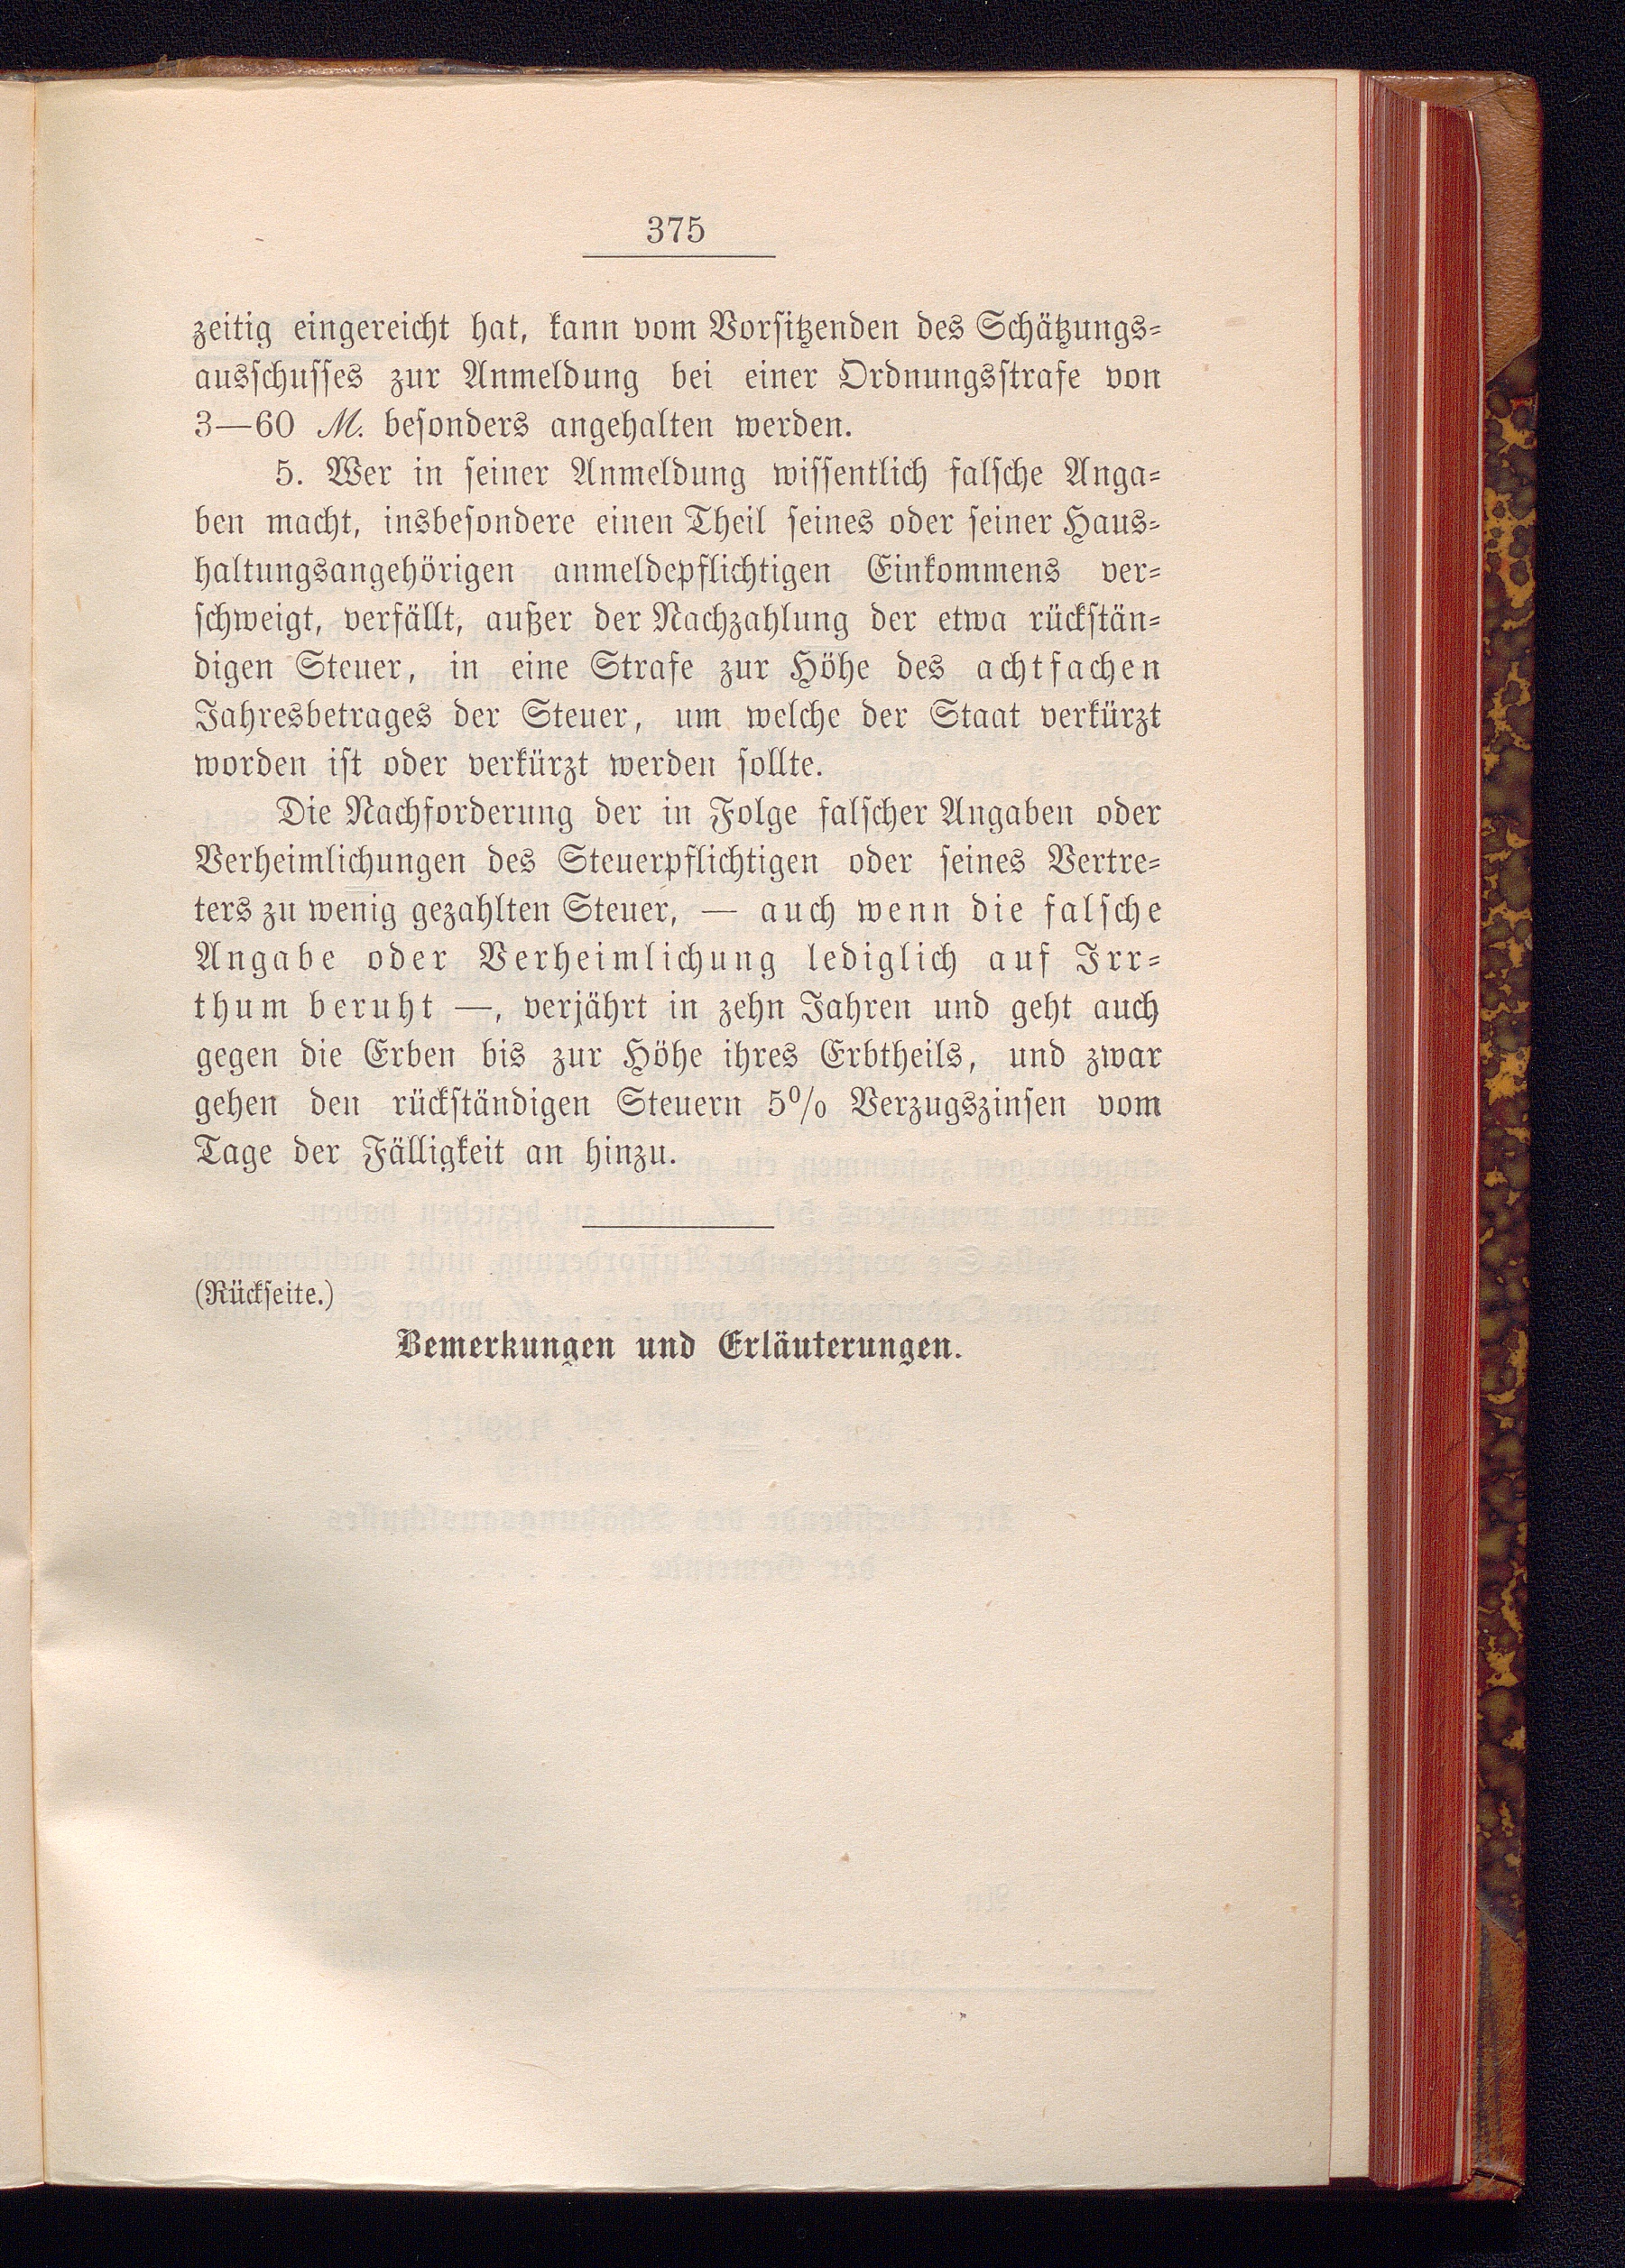 375
zeitig eingereicht hat, kann vom Vorsitzenden des Schätzungs-
ausschusses zur Anmeldung bei einer Ordnungsstrafe von
3—60 M. besonders angehalten werden.
5. Wer in seiner Anmeldung wissentlich falsche Anga-
ben macht, insbesondere einen Theil seines oder seiner Haus-
haltungsangehörigen anmeldepflichtigen Einkommens ver-
schweigt, verfällt, außer der Nachzahlung der etwa rückstän-
digen Steuer, in eine Strafe zur Höhe des achtfachen
Jahresbetrages der Steuer, um welche der Staat verkürzt
worden ist oder verkürzt werden sollte.
Die Nachforderung der in Folge falscher Angaben oder
Verheimlichungen des Steuerpflichtigen oder seines Vertre-
ters zu wenig gezahlten Steuer, — auch wenn die falsche
Angabe oder Verheimlichung lediglich auf Irr-
thum beruht —, verjährt in zehn Jahren und geht auch
gegen die Erben bis zur Höhe ihres Erbtheils, und zwar
gehen den rückständigen Steuern 5% Verzugszinsen vom
Tage der Fälligkeit an hinzu.
(Rückseite.)
Bemerkungen und Erläuterungen.